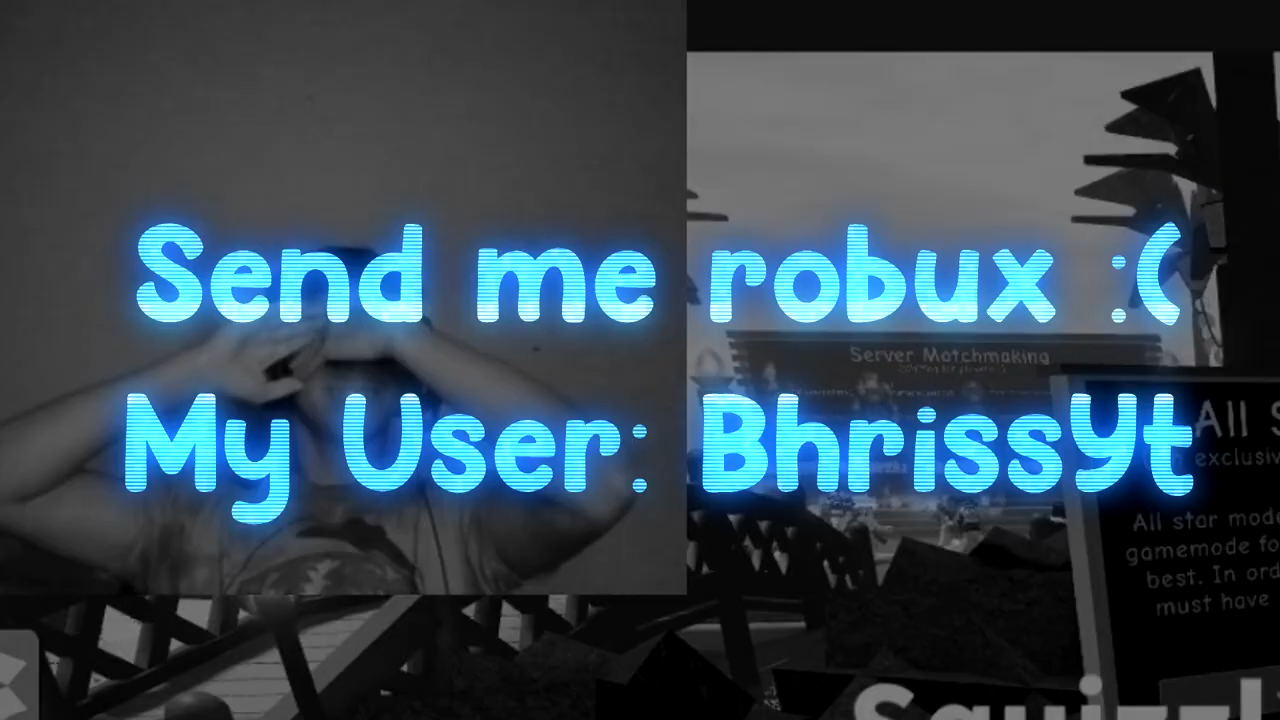 Send me robux :(
My User: BhrissYt
Server Matchmaking
All S
exclusiv
All star mod
gamemode fo
best. In ord
must have